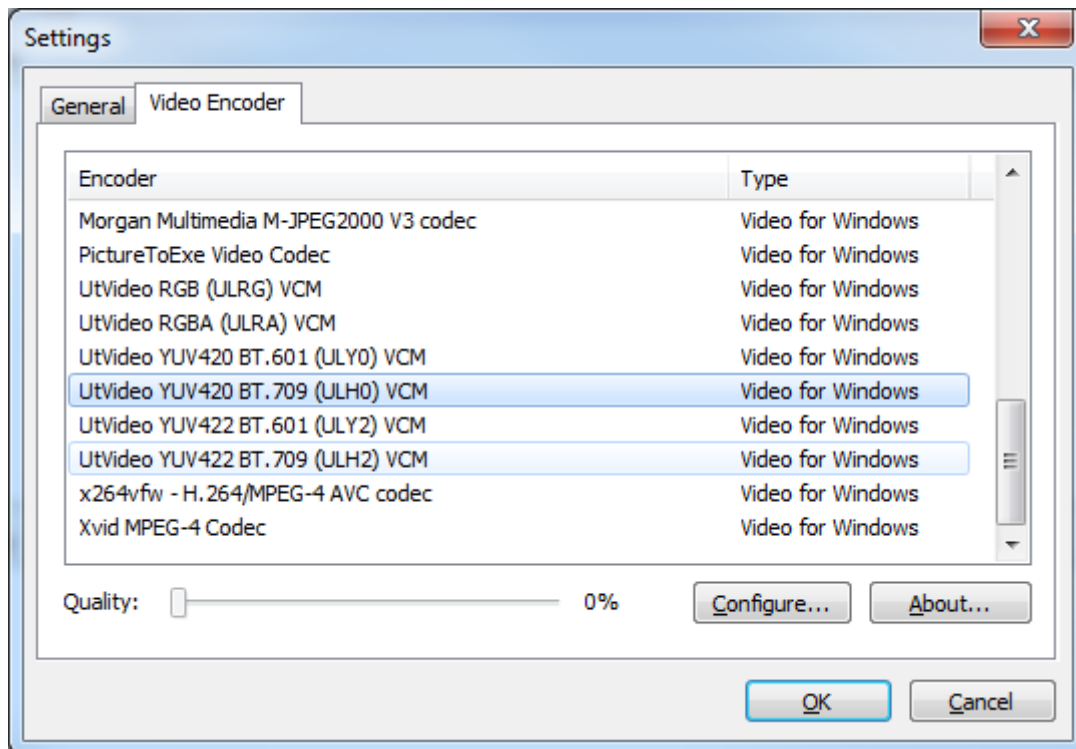 Settings
General Video Encoder
Encoder Type
Morgan Multimedia M-JPEG2000 V3 codec Video for Windows
PictureToExe Video Codec Video for Windows
UtVideo RGB (ULRG) VCM Video for Windows
UtVideo RGBA (ULRA) VCM Video for Windows
UtVideo YUV420 BT.601 (ULY0) VCM Video for Windows
UtVideo YUV420 BT.709 (ULH0) VCM Video for Windows
UtVideo YUV422 BT.601 (ULY2) VCM Video for Windows
UtVideo YUV422 BT.709 (ULH2) VCM Video for Windows
x264vfw - H.264/MPEG-4 AVC codec Video for Windows
Xvid MPEG-4 Codec Video for Windows
Quality: 0% Configure... About...
OK Cancel